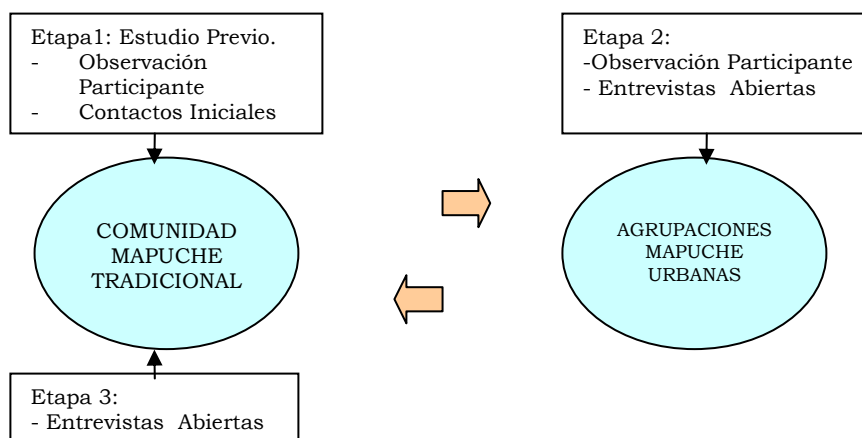 Etapa1: Estudio Previo.
- Observación
Participante
- Contactos Iniciales
Etapa 2:
-Observación Participante
- Entrevistas Abiertas
COMUNIDAD
MAPUCHE
TRADICIONAL
AGRUPACIONES
MAPUCHE
URBANAS
Etapa 3:
- Entrevistas Abiertas